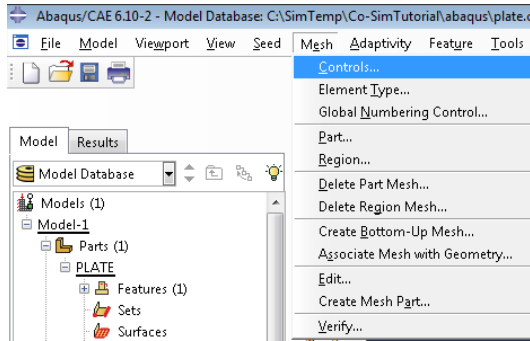 Abaqus/CAE 6.10-2 - Model Database: C:\SimTemp\Co-SimTutorial\abaqus\plate.c
File Model Viewport View Seed Mesh Adaptivity Feature Tools
Controls...
Element Type...
Global Numbering Control...
Part...
Region...
Delete Part Mesh...
Delete Region Mesh...
Create Bottom-Up Mesh...
Associate Mesh with Geometry...
Edit...
Create Mesh Part...
Verify...
Model Results
Model Database
Models (1)
Model-1
Parts (1)
PLATE
Features (1)
Sets
Surfaces